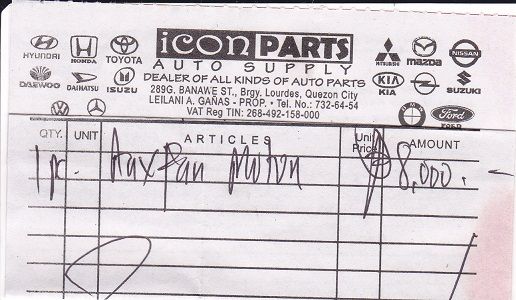 icon PARTS
AUTO SUPPLY
DEALER OF ALL KINDS OF AUTO PARTS
289G. BANAWE ST., Brgy. Lourdes, Quezon City
LEILANI A. GAÑAS - PROP. • Tel. No.: 732-64-54
VAT Reg TIN: 268-492-158-000
HYUNDAI HONDA TOYOTA
DAEWOO DAIHATSU ISUZU
MITSUBISHI mazda NISSAN
KIA KIA SUZUKI
Ford
QTY. UNIT ARTICLES Unit Price AMOUNT
1 pc. Aux Pan Motor 8,000.-